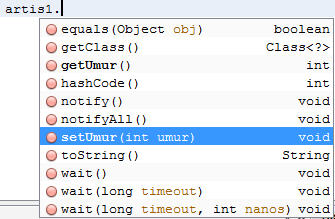 artis1.
equals(Object obj) boolean
getClass() Class<?>
getUmur() int
hashCode() int
notify() void
notifyAll() void
setUmur(int umur) void
toString() String
wait() void
wait(long timeout) void
wait(long timeout, int nanos) void